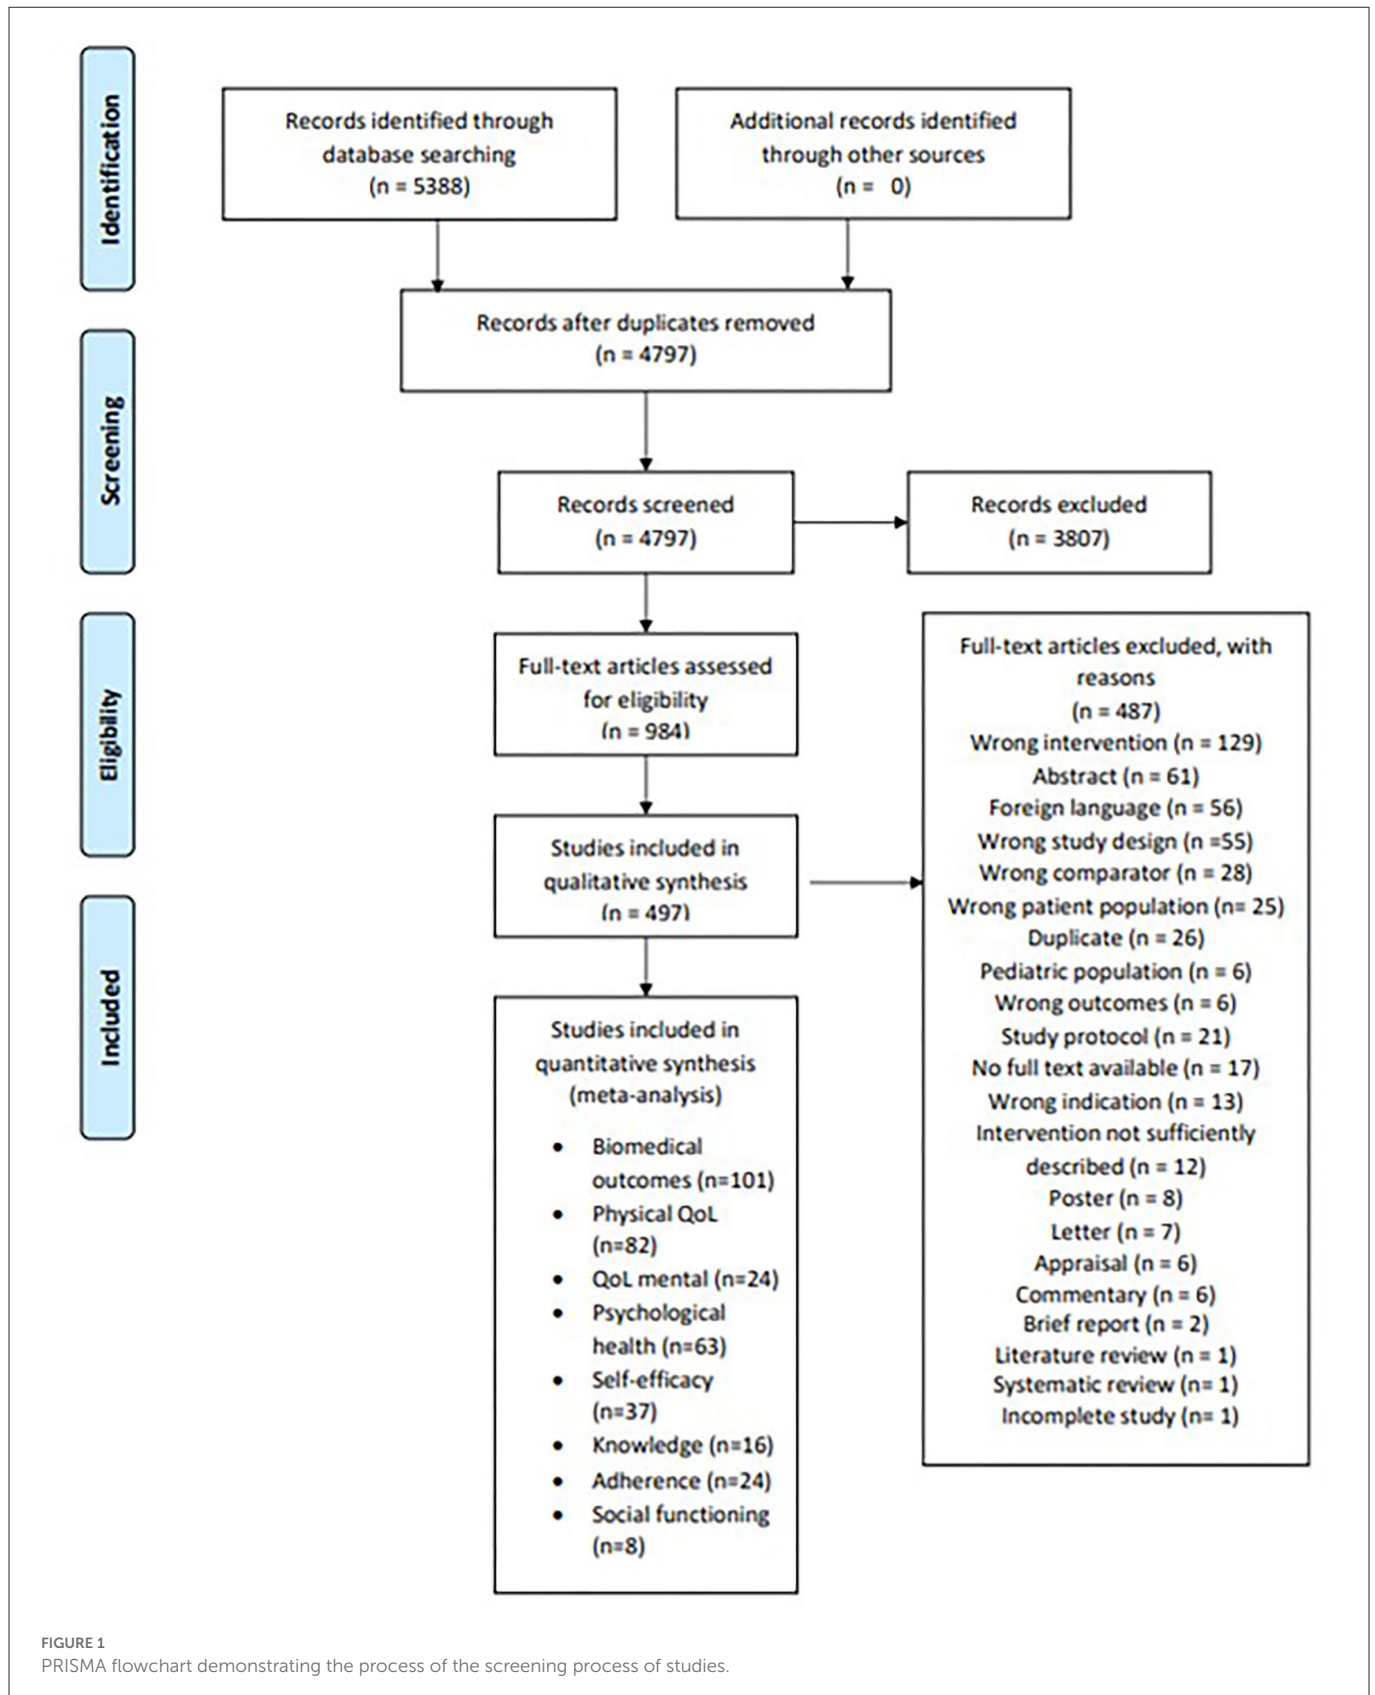 Identification
Records identified through
database searching
(n = 5388)
Additional records identified
through other sources
(n = 0)
Records after duplicates removed
(n = 4797)
Screening
Records screened
(n = 4797)
Records excluded
(n = 3807)
Eligibility
Full-text articles assessed
for eligibility
(n = 984)
Studies included in
qualitative synthesis
(n = 497)
Full-text articles excluded, with
reasons
(n = 487)
Wrong intervention (n = 129)
Abstract (n = 61)
Foreign language (n = 56)
Wrong study design (n =55)
Wrong comparator (n = 28)
Wrong patient population (n= 25)
Duplicate (n = 26)
Pediatric population (n = 6)
Wrong outcomes (n = 6)
Study protocol (n = 21)
No full text available (n = 17)
Wrong indication (n = 13)
Intervention not sufficiently
described (n = 12)
Poster (n = 8)
Letter (n = 7)
Appraisal (n = 6)
Commentary (n = 6)
Brief report (n = 2)
Literature review (n = 1)
Systematic review (n= 1)
Incomplete study (n= 1)
Included
Studies included in
quantitative synthesis
(meta-analysis)
• Biomedical
outcomes (n=101)
• Physical QoL
(n=82)
• QoL mental (n=24)
• Psychological
health (n=63)
• Self-efficacy
(n=37)
• Knowledge (n=16)
• Adherence (n=24)
• Social functioning
(n=8)
FIGURE 1
PRISMA flowchart demonstrating the process of the screening process of studies.